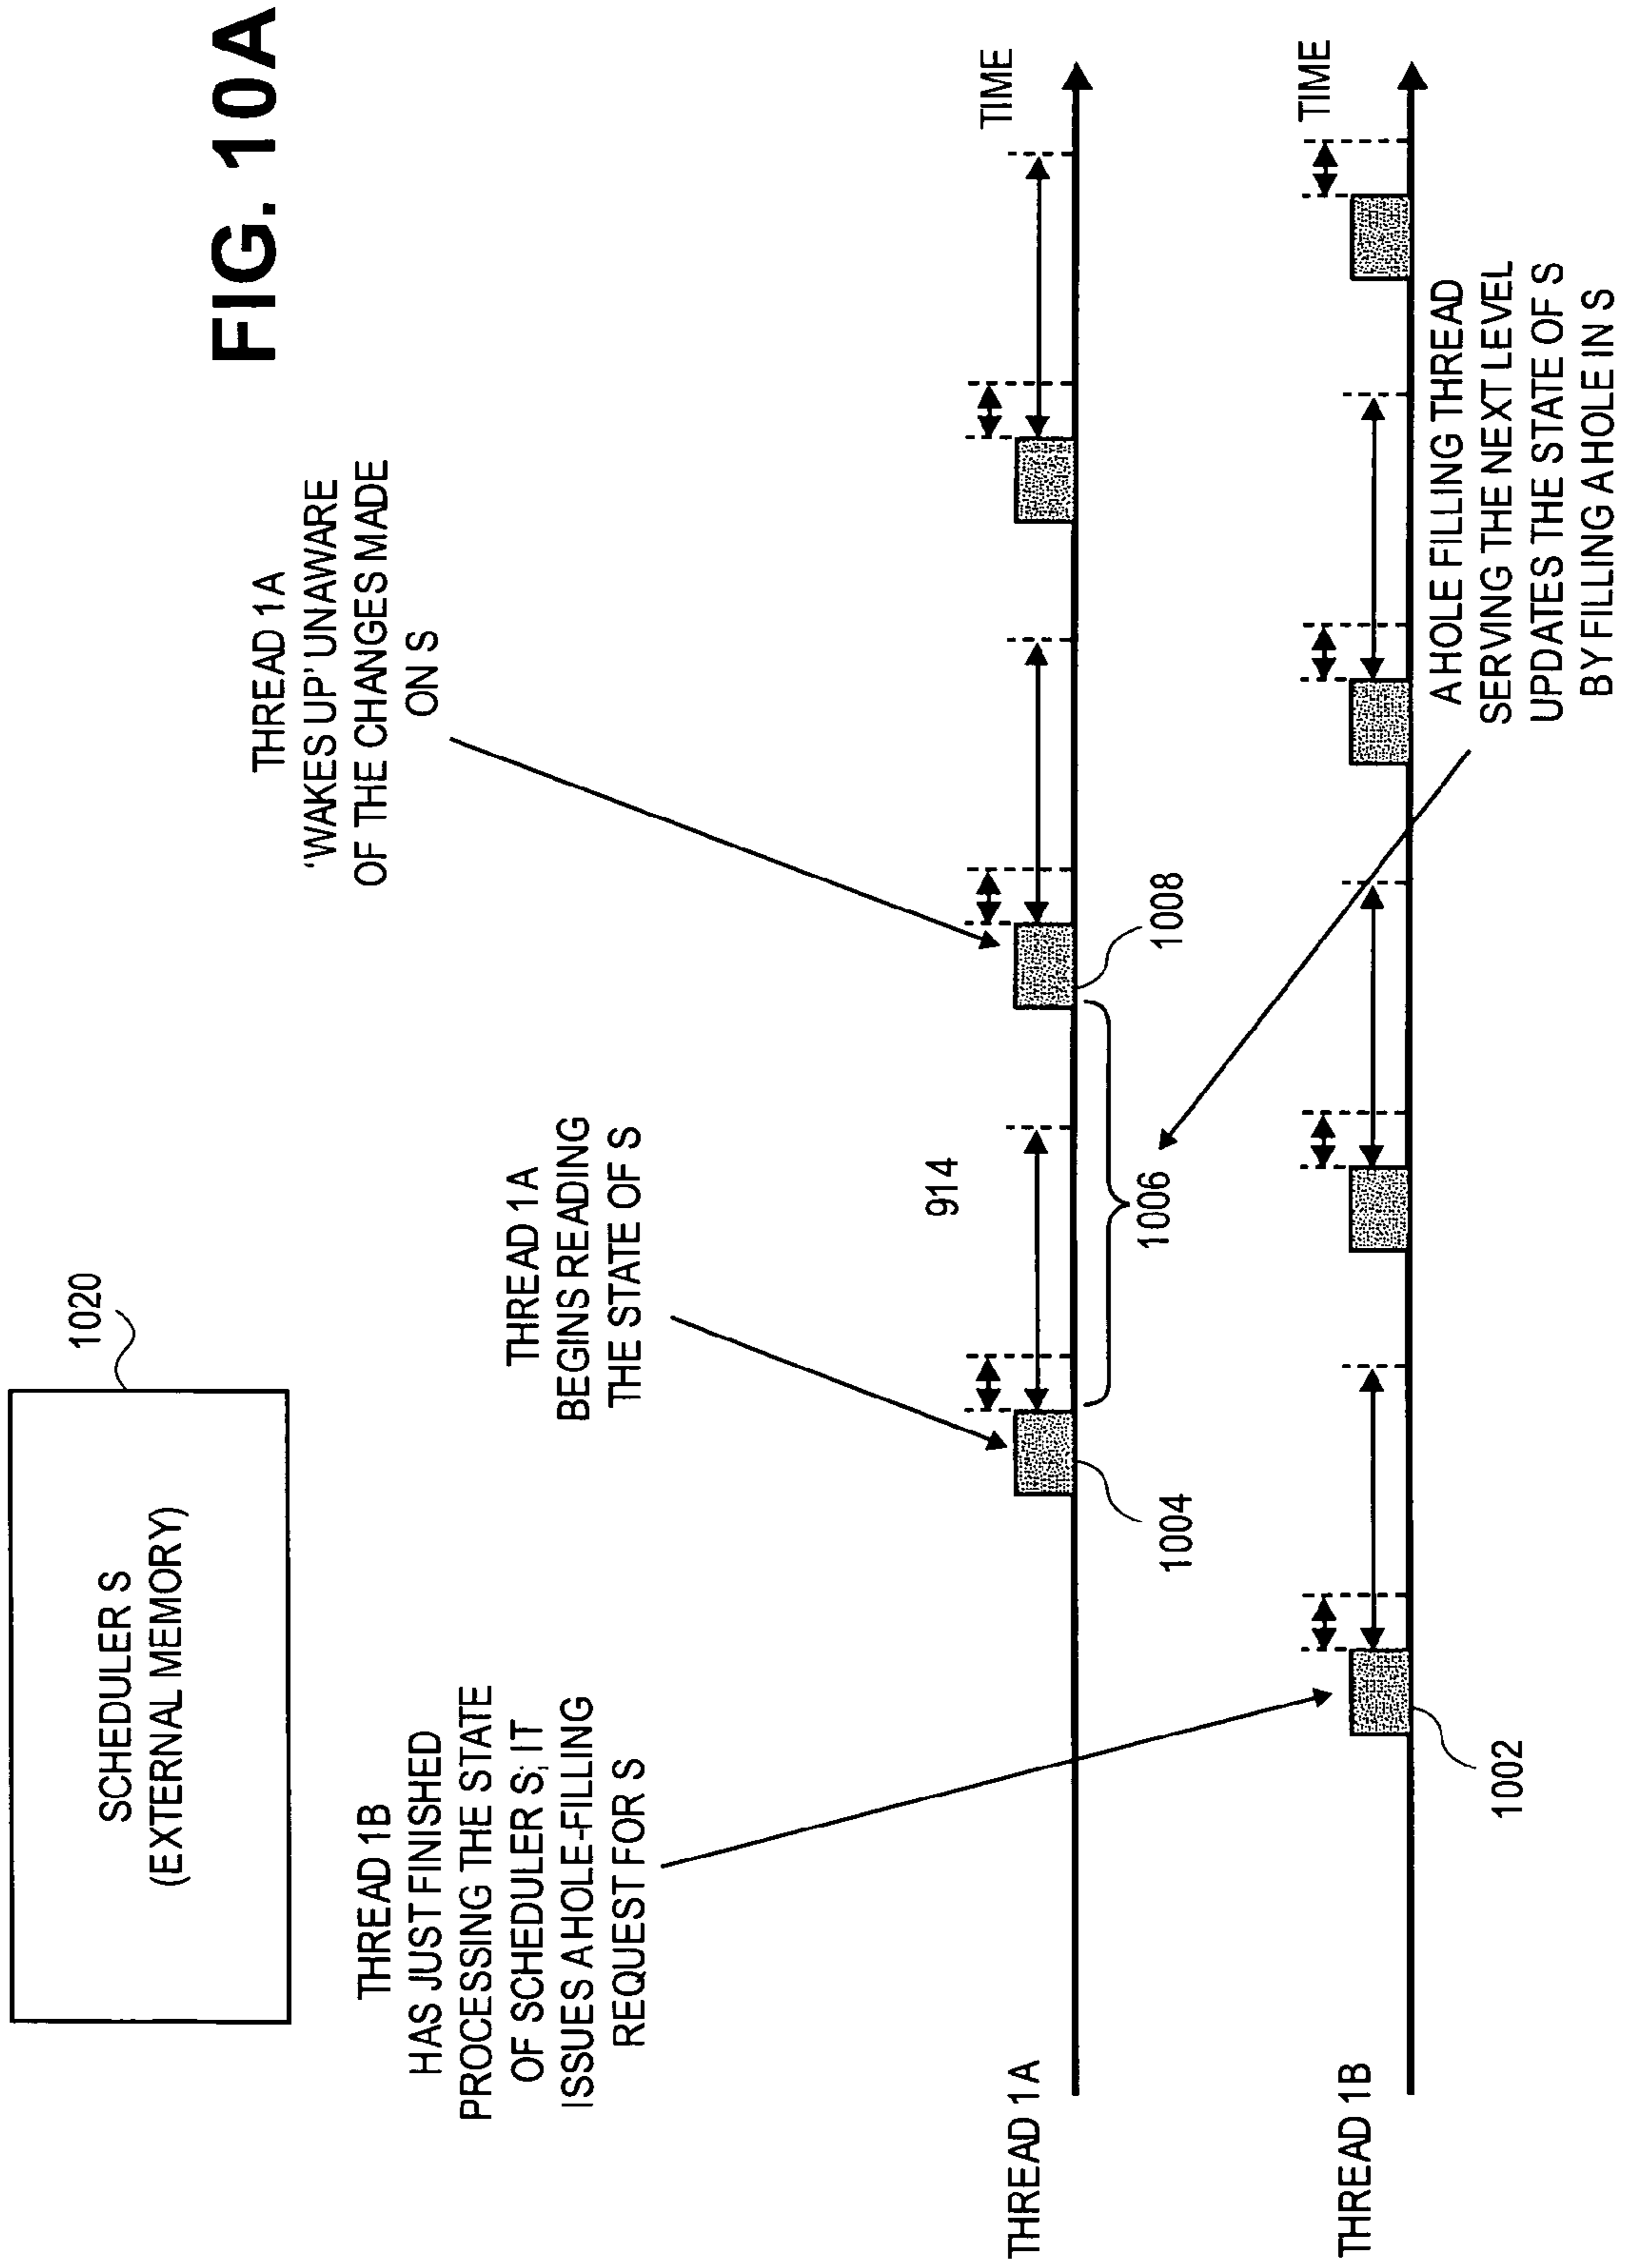 FIG. 10A
SCHEDULER S
(EXTERNAL MEMORY)
1020
THREAD 1B
HAS JUST FINISHED
PROCESSING THE STATE
OF SCHEDULER S; IT
ISSUES A HOLE-FILLING
REQUEST FOR S
THREAD 1A
BEGINS READING
THE STATE OF S
THREAD 1A
'WAKES UP' UNAWARE
OF THE CHANGES MADE
ON S
THREAD 1A
914
TIME
1004
1006
1008
THREAD 1B
TIME
1002
A HOLE FILLING THREAD
SERVING THE NEXT LEVEL
UPDATES THE STATE OF S
BY FILLING A HOLE IN S